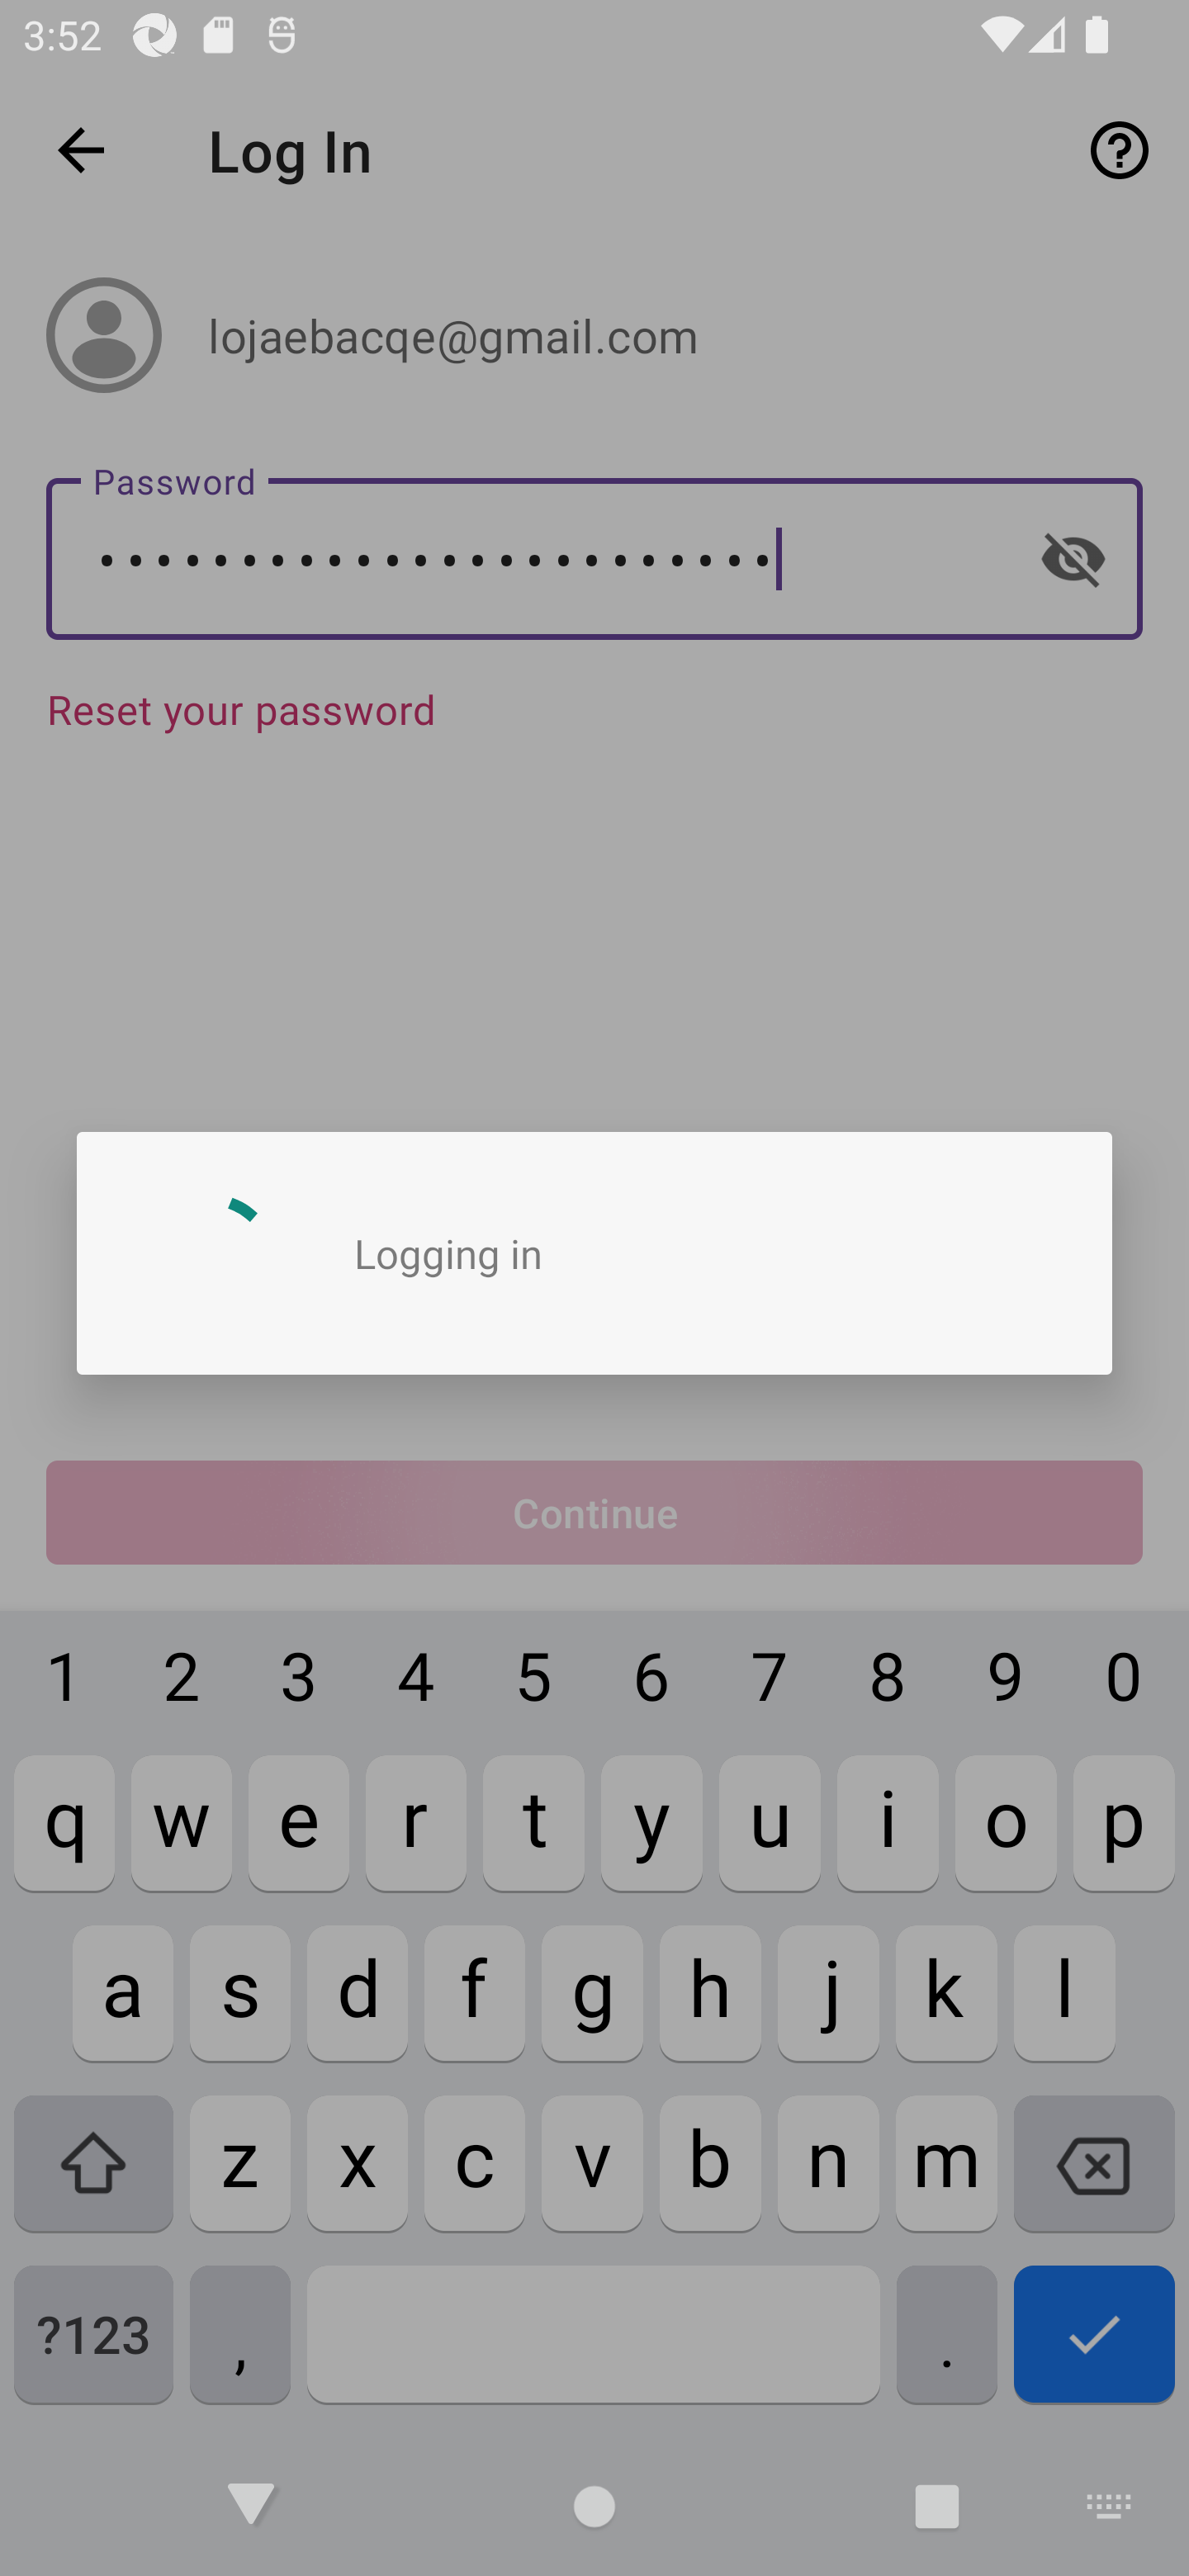 3:52
Log In
lojaebacqe@gmail.com
Password
••••••••••••••••••••••••
Reset your password
Logging in
Continue
1 2 3 4 5 6 7 8 9 0
q w e r t y u i o p
a s d f g h j k l
z x c v b n m
?123 , .